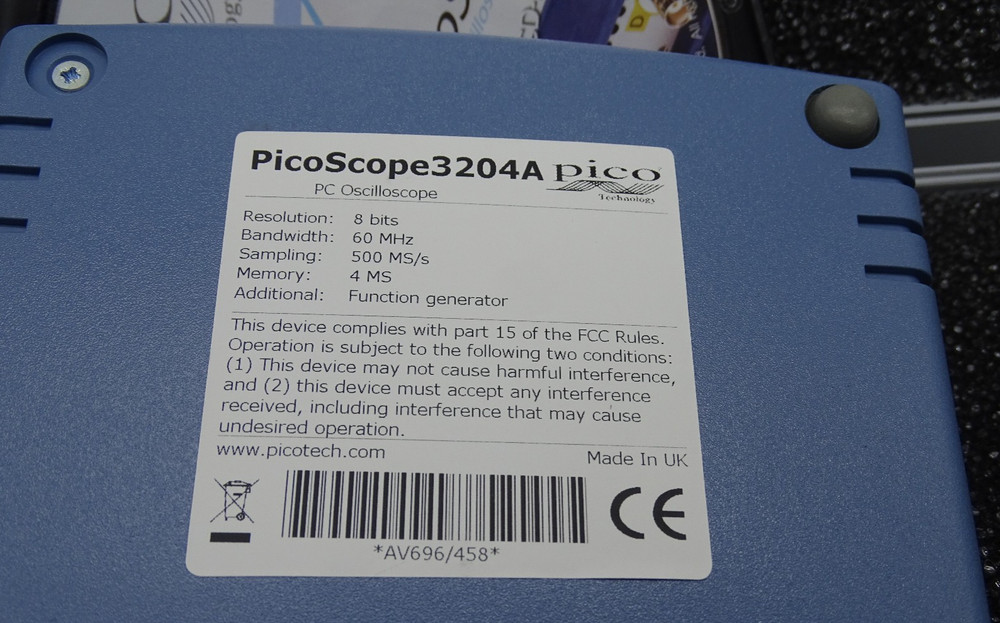 PicoScope3204A
pico
Technology
PC Oscilloscope
Resolution: 8 bits
Bandwidth: 60 MHz
Sampling: 500 MS/s
Memory: 4 MS
Additional: Function generator
This device complies with part 15 of the FCC Rules.
Operation is subject to the following two conditions:
(1) This device may not cause harmful interference,
and (2) this device must accept any interference
received, including interference that may cause
undesired operation.
www.picotech.com
Made In UK
CE
*AV696/458*